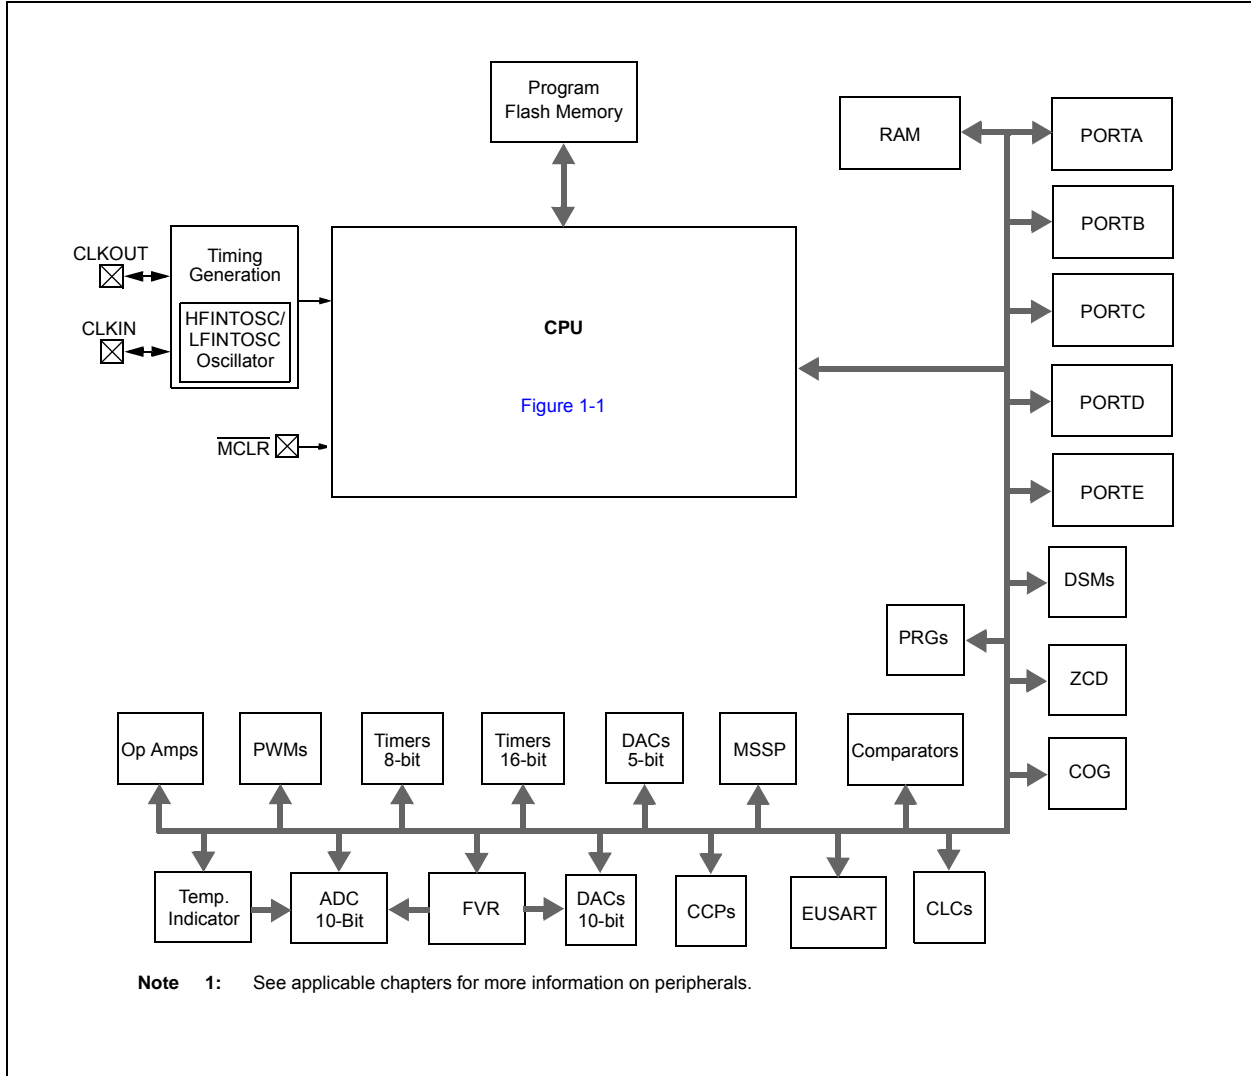 Program
Flash Memory
RAM
PORTA
PORTB
CLKOUT
Timing
Generation
HFINTOSC/
LFINTOSC
Oscillator
CLKIN
CPU
Figure 1-1
MCLR
PORTC
PORTD
PORTE
DSMs
PRGs
ZCD
COG
Op Amps
PWMs
Timers
8-bit
Timers
16-bit
DACs
5-bit
MSSP
Comparators
Temp.
Indicator
ADC
10-Bit
FVR
DACs
10-bit
CCPs
EUSART
CLCs
Note 1: See applicable chapters for more information on peripherals.